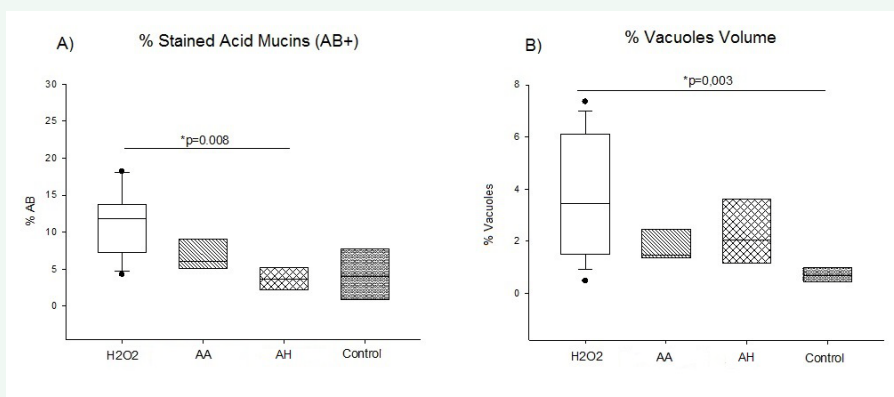 A)
% Stained Acid Mucins (AB+)
30
25
20
15
10
5
0
% AB
*p=0.008
H2O2 AA AH Control
B)
% Vacuoles Volume
8
6
4
2
0
% Vacuoles
*p=0,003
H2O2 AA AH Control